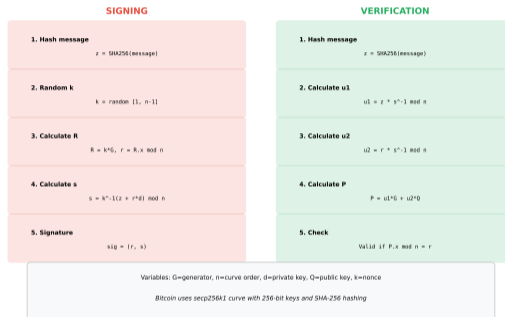 SIGNING
1. Hash message
z = SHA256(message)
2. Random k
k = random [1, n-1]
3. Calculate R
R = k*G, r = R.x mod n
4. Calculate s
s = k^-1(z + r*d) mod n
5. Signature
sig = (r, s)
VERIFICATION
1. Hash message
z = SHA256(message)
2. Calculate u1
u1 = z * s^-1 mod n
3. Calculate u2
u2 = r * s^-1 mod n
4. Calculate P
P = u1*G + u2*Q
5. Check
Valid if P.x mod n = r
Variables: G=generator, n=curve order, d=private key, Q=public key, k=nonce
Bitcoin uses secp256k1 curve with 256-bit keys and SHA-256 hashing